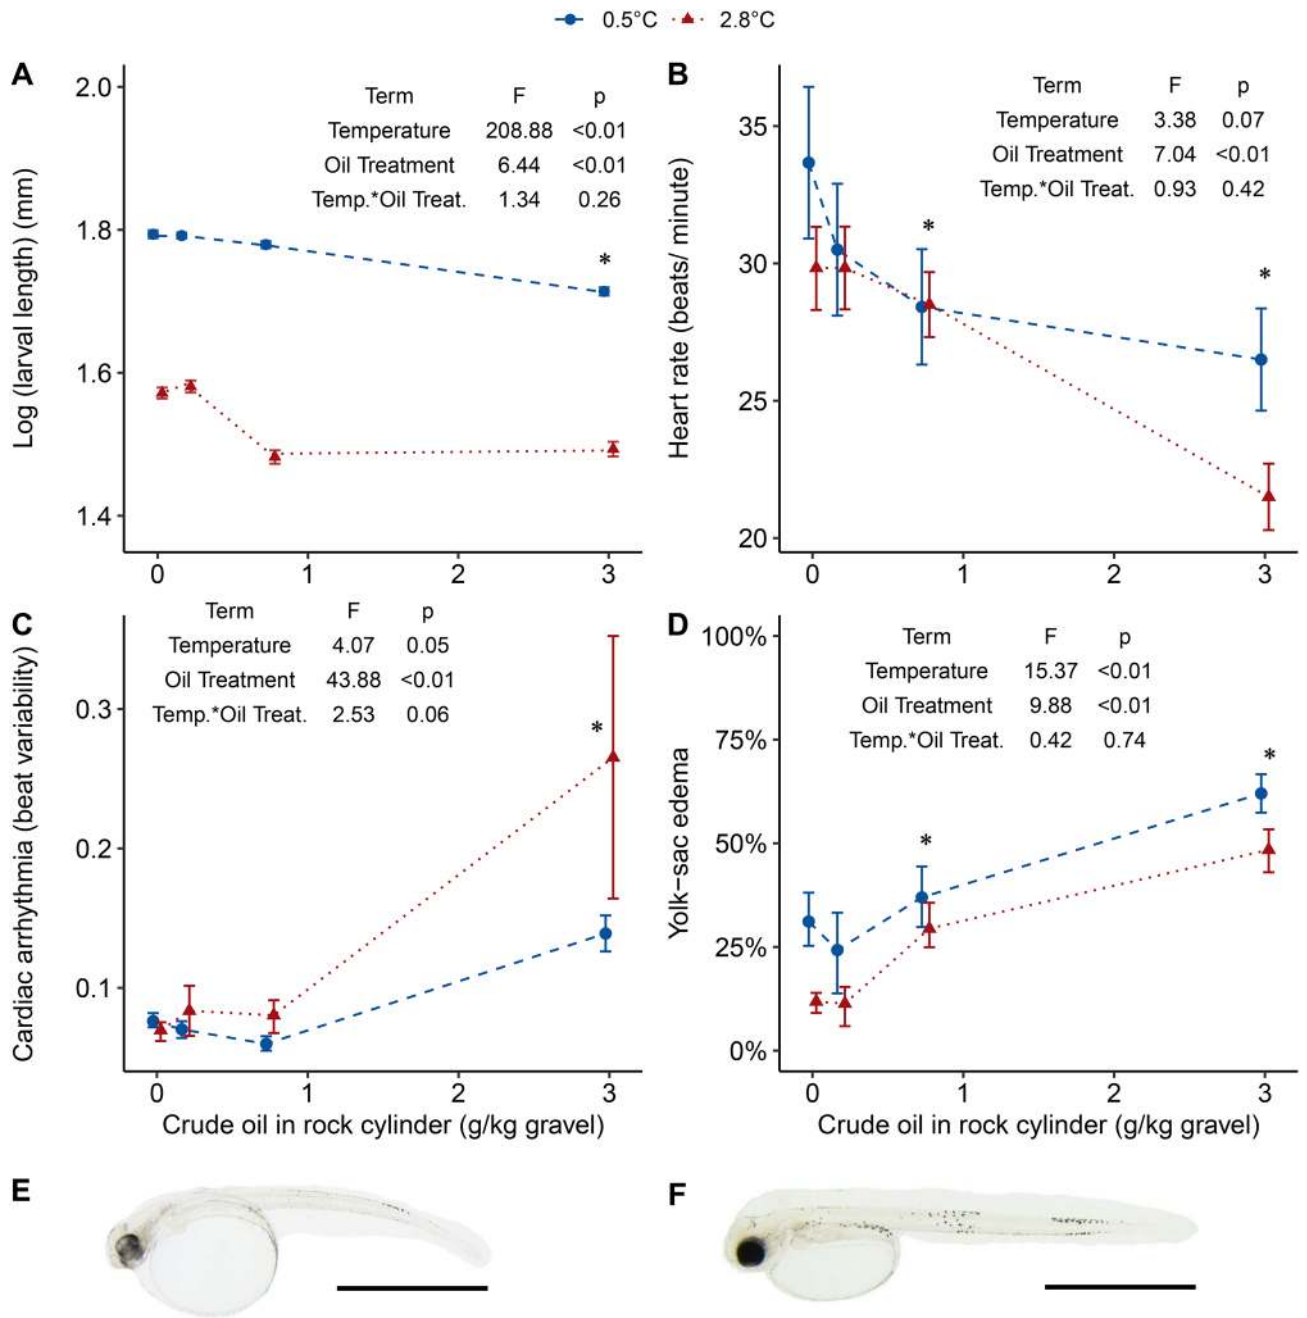 0.5°C 2.8°C
A
Term F p
Temperature 208.88 <0.01
Oil Treatment 6.44 <0.01
Temp.*Oil Treat. 1.34 0.26
Log (larval length) (mm)
2.0
1.8
1.6
1.4
*
0 1 2 3
B
Term F p
Temperature 3.38 0.07
Oil Treatment 7.04 <0.01
Temp.*Oil Treat. 0.93 0.42
Heart rate (beats/ minute)
35
30
25
20
*
*
0 1 2 3
C
Term F p
Temperature 4.07 0.05
Oil Treatment 43.88 <0.01
Temp.*Oil Treat. 2.53 0.06
Cardiac arrhythmia (beat variability)
0.3
0.2
0.1
*
0 1 2 3
Crude oil in rock cylinder (g/kg gravel)
D
Term F p
Temperature 15.37 <0.01
Oil Treatment 9.88 <0.01
Temp.*Oil Treat. 0.42 0.74
Yolk−sac edema
100%
75%
50%
25%
0%
*
*
0 1 2 3
Crude oil in rock cylinder (g/kg gravel)
E
F